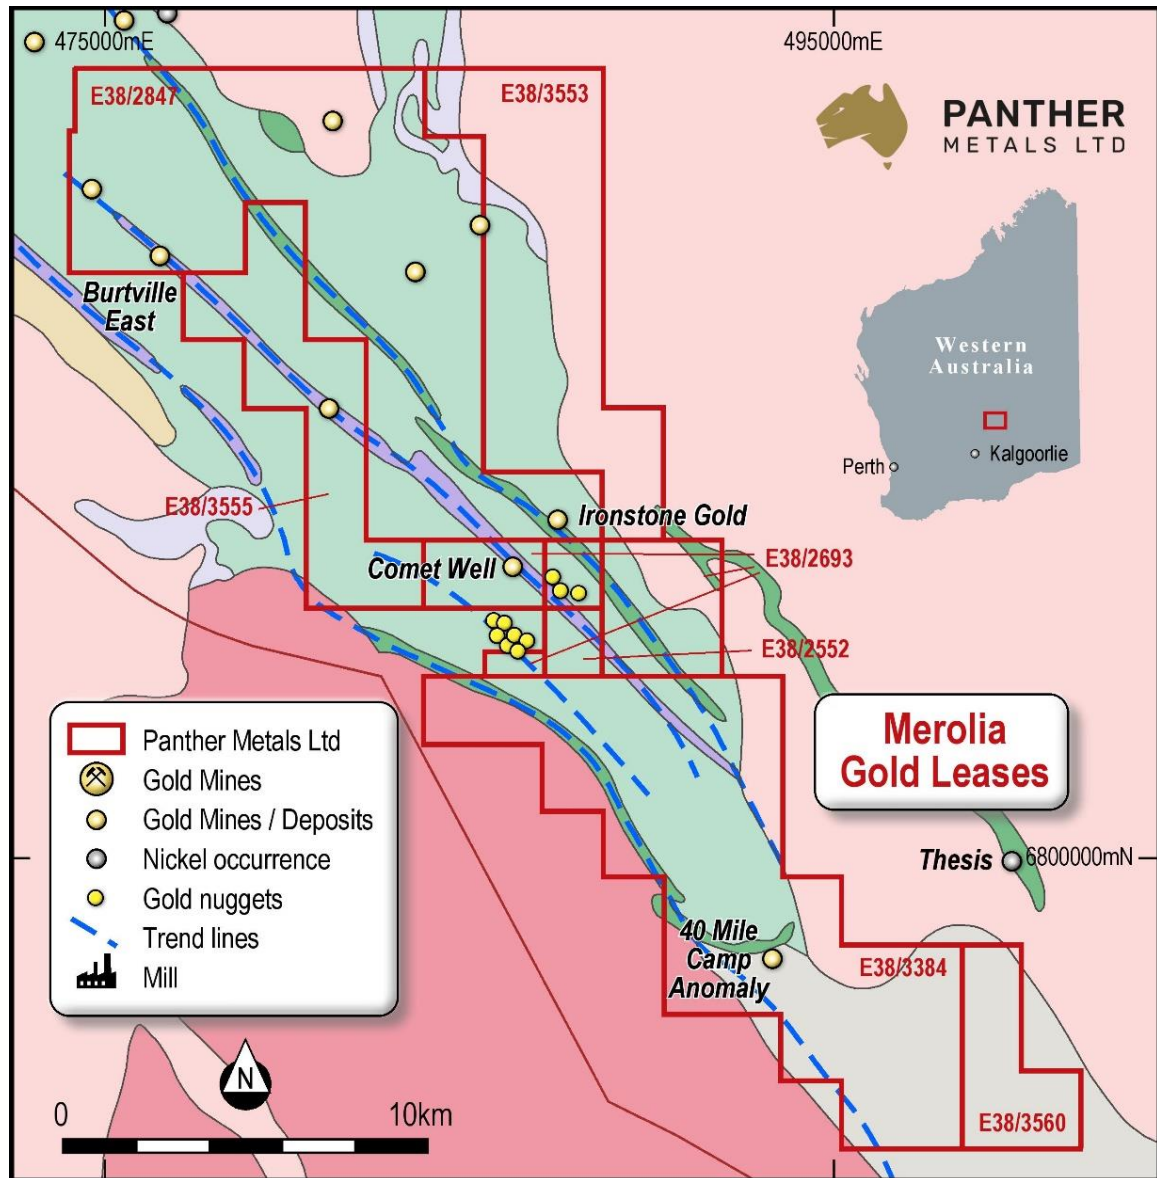 475000mE
495000mE
E38/2847
E38/3553
PANTHER
METALS LTD
Burtville
East
Western
Australia
Perth
Kalgoorlie
E38/3555
Ironstone Gold
Comet Well
E38/2693
E38/2552
Merolia
Gold Leases
Panther Metals Ltd
Gold Mines
Gold Mines / Deposits
Nickel occurrence
Gold nuggets
Trend lines
Mill
Thesis
6800000mN
40 Mile
Camp
Anomaly
E38/3384
E38/3560
N
0
10km